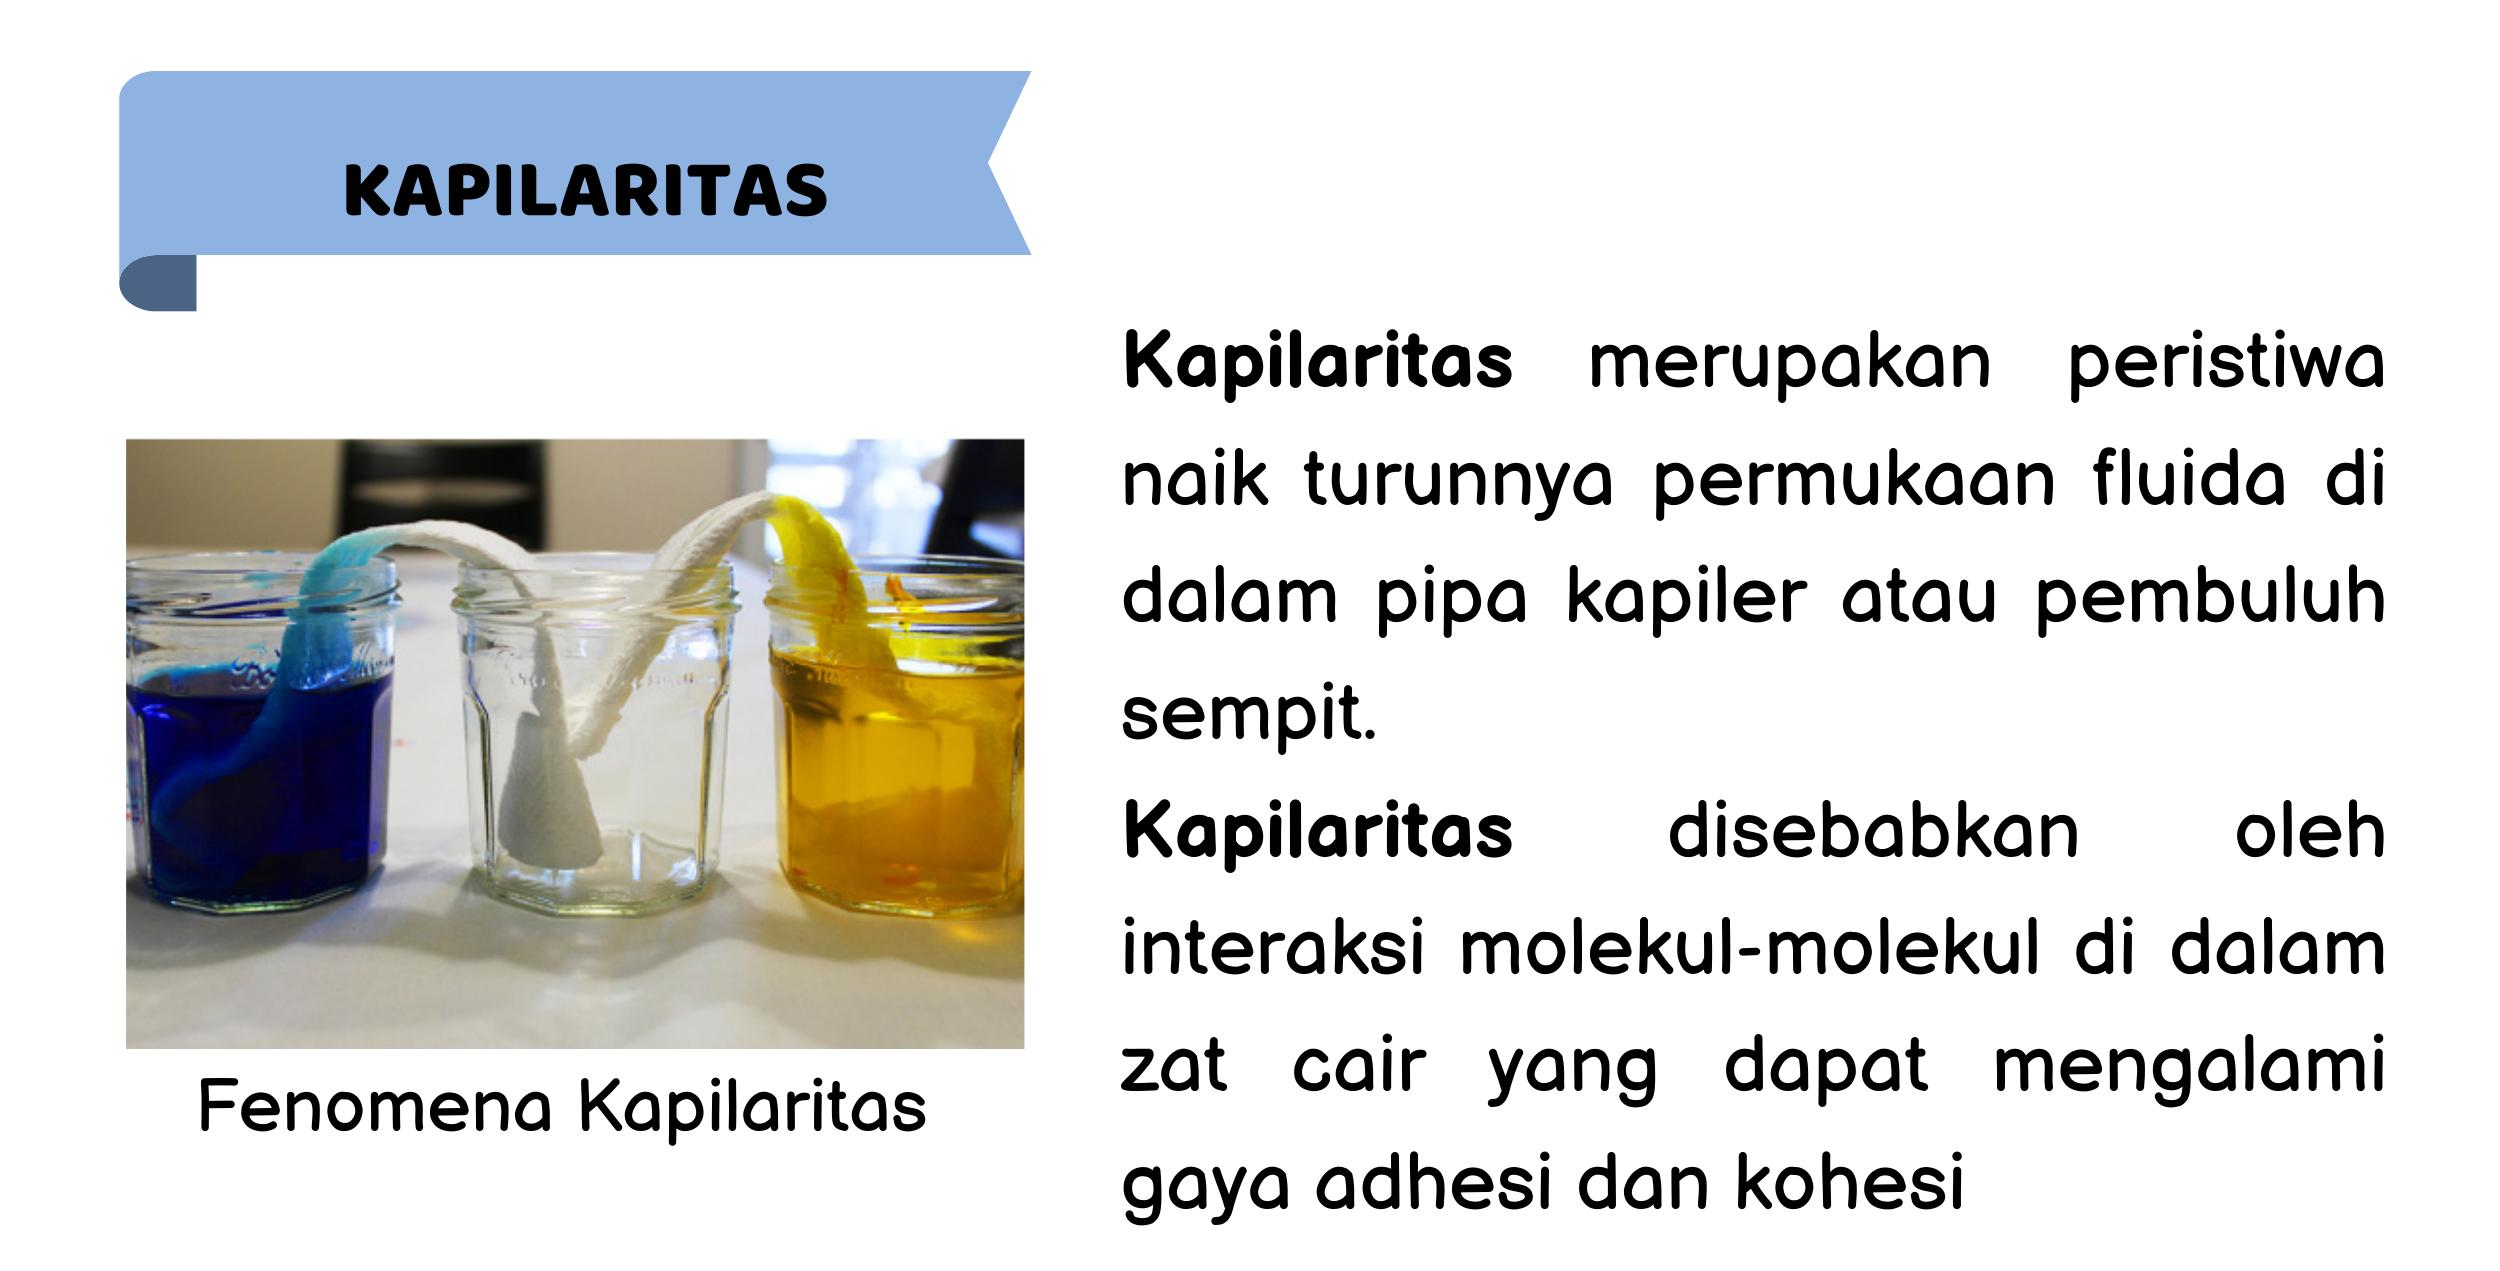 KAPILARITAS
Kapilaritas merupakan peristiwa
naik turunnya permukaan fluida di
dalam pipa kapiler atau pembuluh
sempit.
Kapilaritas disebabkan oleh
interaksi molekul-molekul di dalam
zat cair yang dapat mengalami
gaya adhesi dan kohesi
Fenomena Kapilaritas